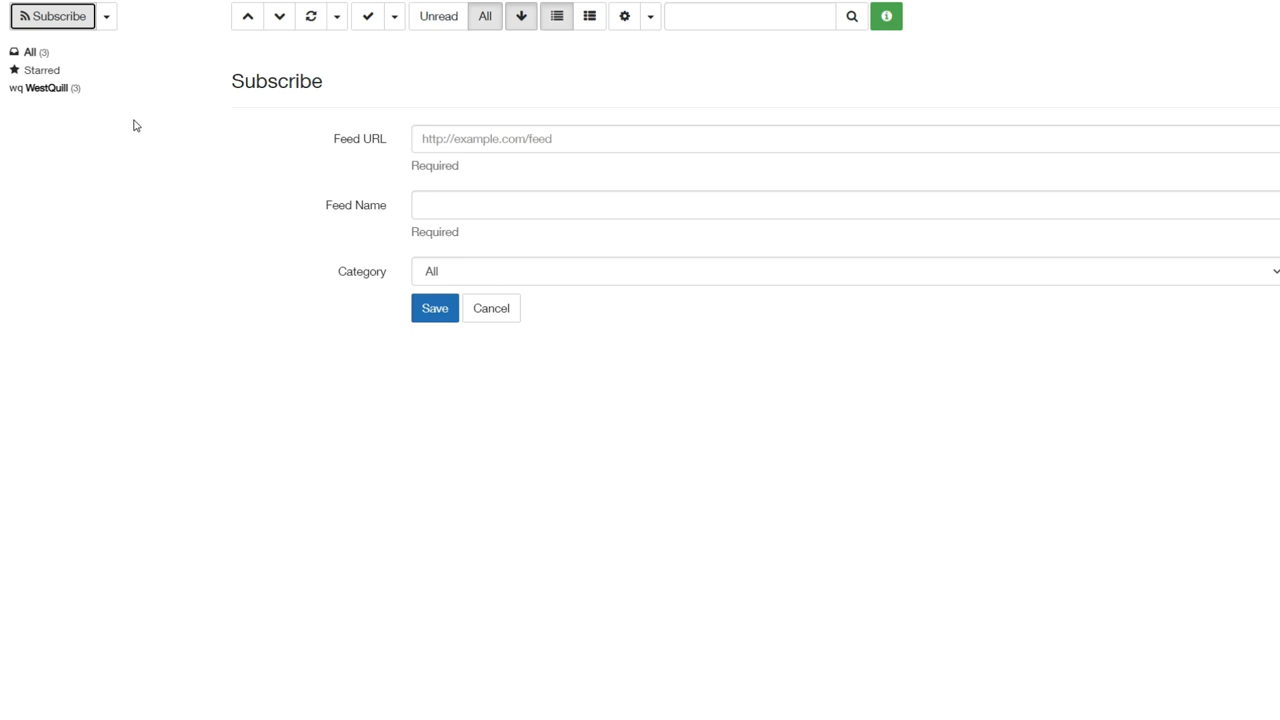 Subscribe
Unread All
All (3)
Starred
wq WestQuill (3)
Subscribe
Feed URL http://example.com/feed
Required
Feed Name
Required
Category All
Save Cancel